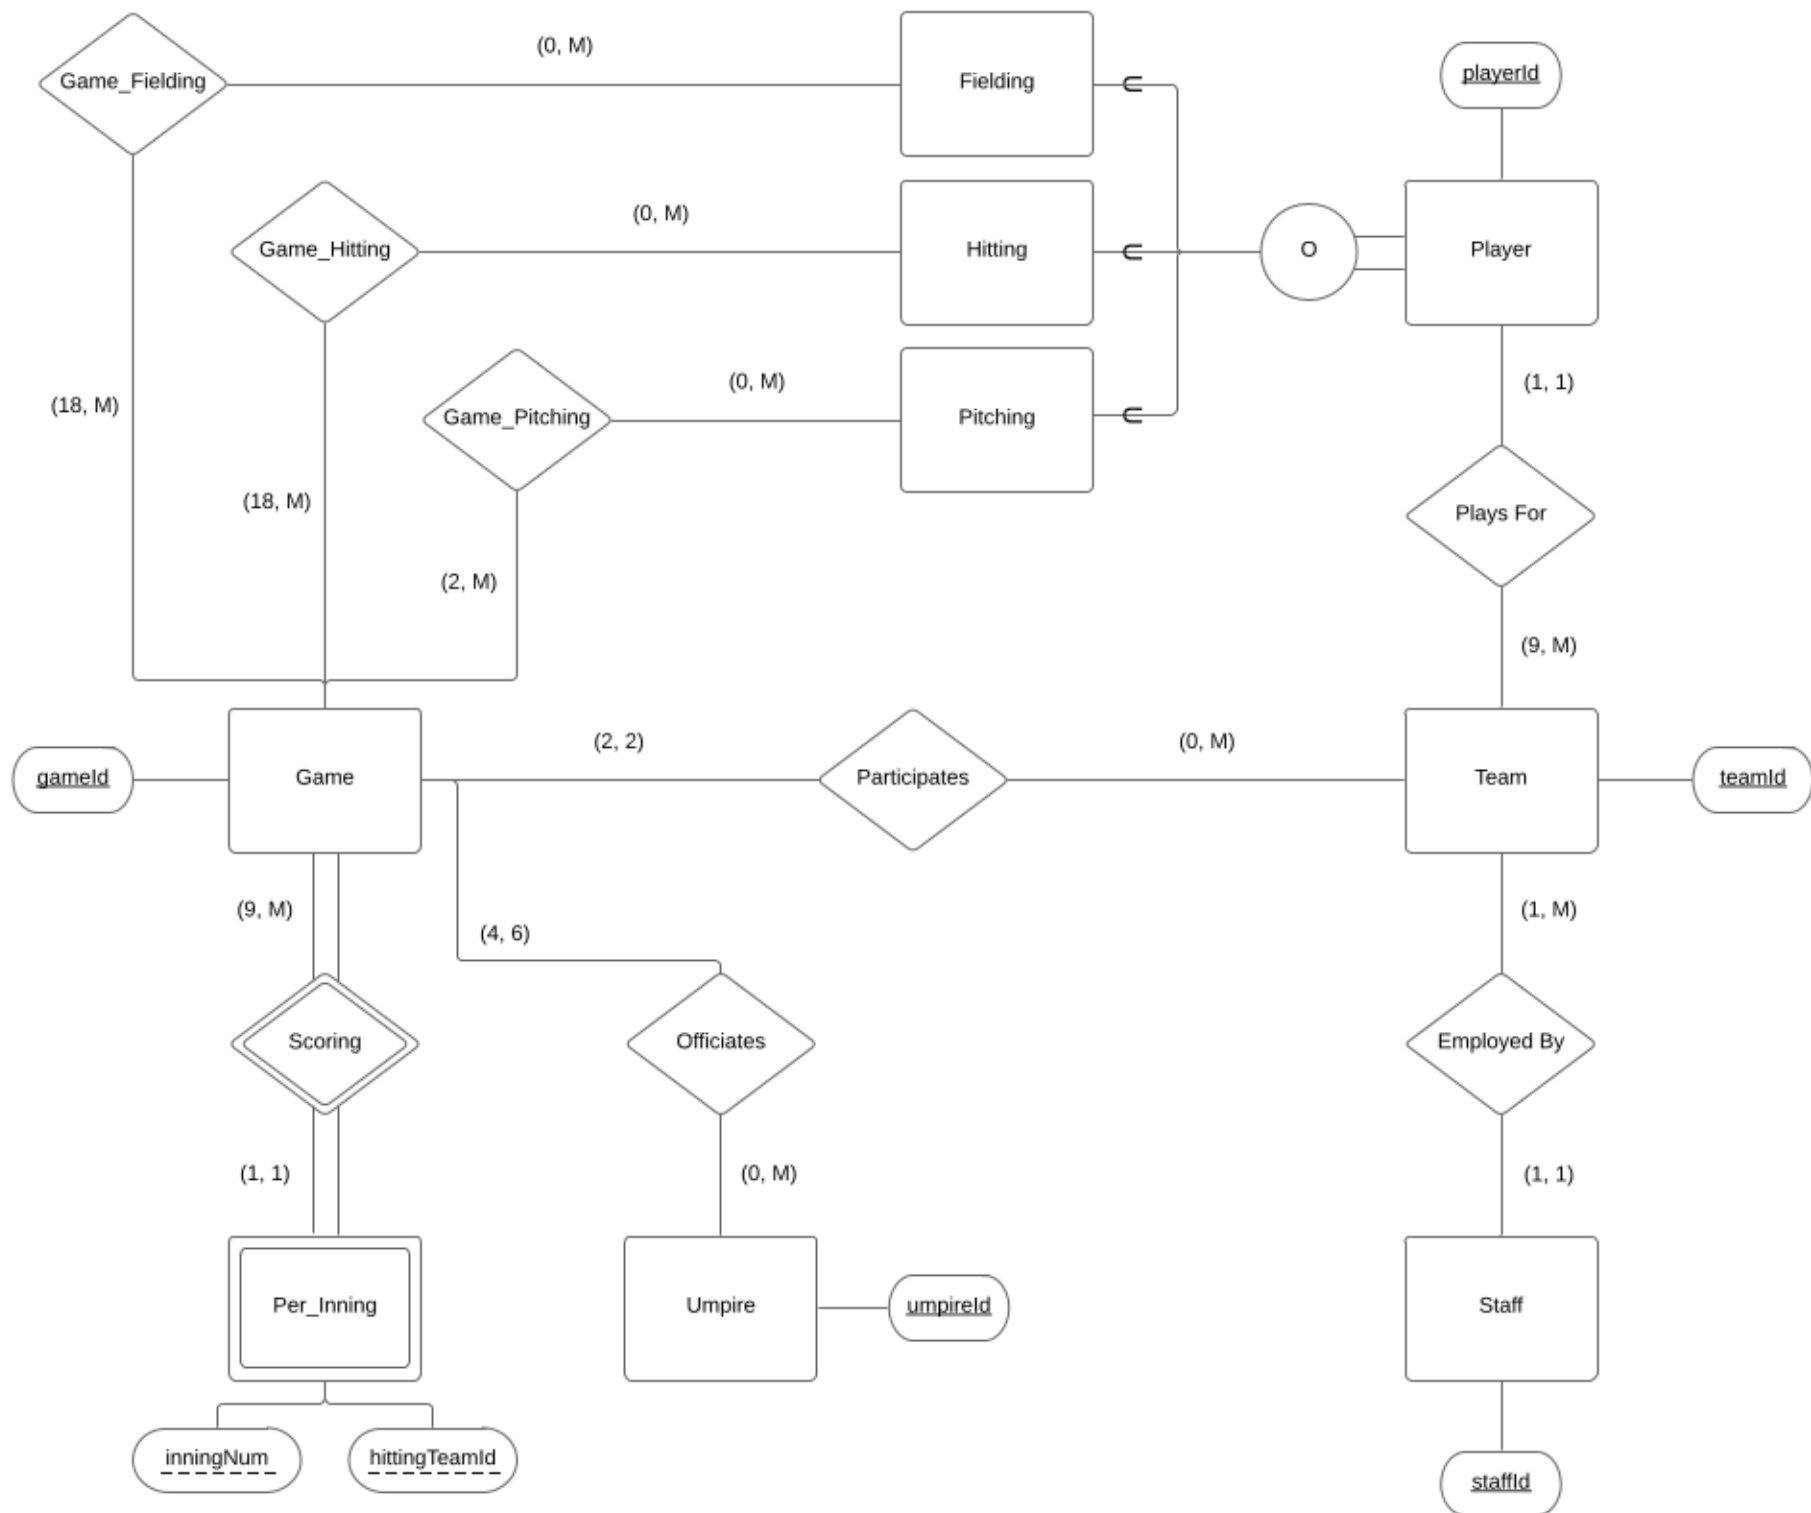 (0, M)
Game_Fielding
Fielding
⊂
playerId
(0, M)
Game_Hitting
Hitting
⊂
O
Player
(0, M)
(1, 1)
(18, M)
Game_Pitching
Pitching
⊂
(18, M)
Plays For
(2, M)
(9, M)
(2, 2)
(0, M)
gameId
Game
Participates
Team
teamId
(9, M)
(4, 6)
(1, M)
Scoring
Officiates
Employed By
(1, 1)
(0, M)
(1, 1)
Per_Inning
Umpire
umpireId
Staff
inningNum
hittingTeamId
staffId